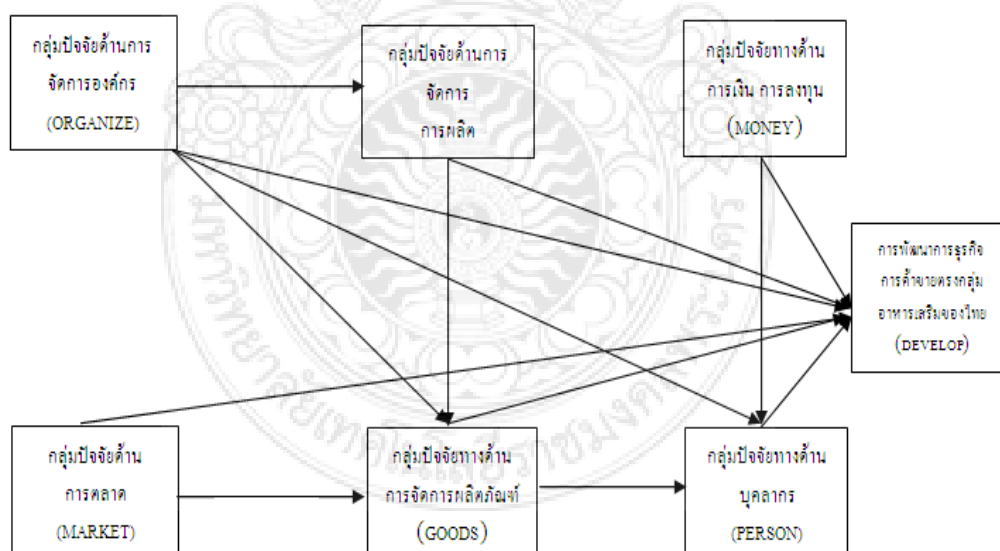 กลุ่มปัจจัยด้านการ
จัดการองค์กร
(ORGANIZE)
กลุ่มปัจจัยด้านการ
จัดการ
การผลิต
กลุ่มปัจจัยทางด้าน
การเงิน การลงทุน
(MONEY)
การพัฒนาการธุรกิจ
การค้าขายตรงกลุ่ม
อาหารเสริมของไทย
(DEVELOP)
กลุ่มปัจจัยด้าน
การตลาด
(MARKET)
กลุ่มปัจจัยทางด้าน
การจัดการผลิตภัณฑ์
(GOODS)
กลุ่มปัจจัยทางด้าน
บุคลากร
(PERSON)